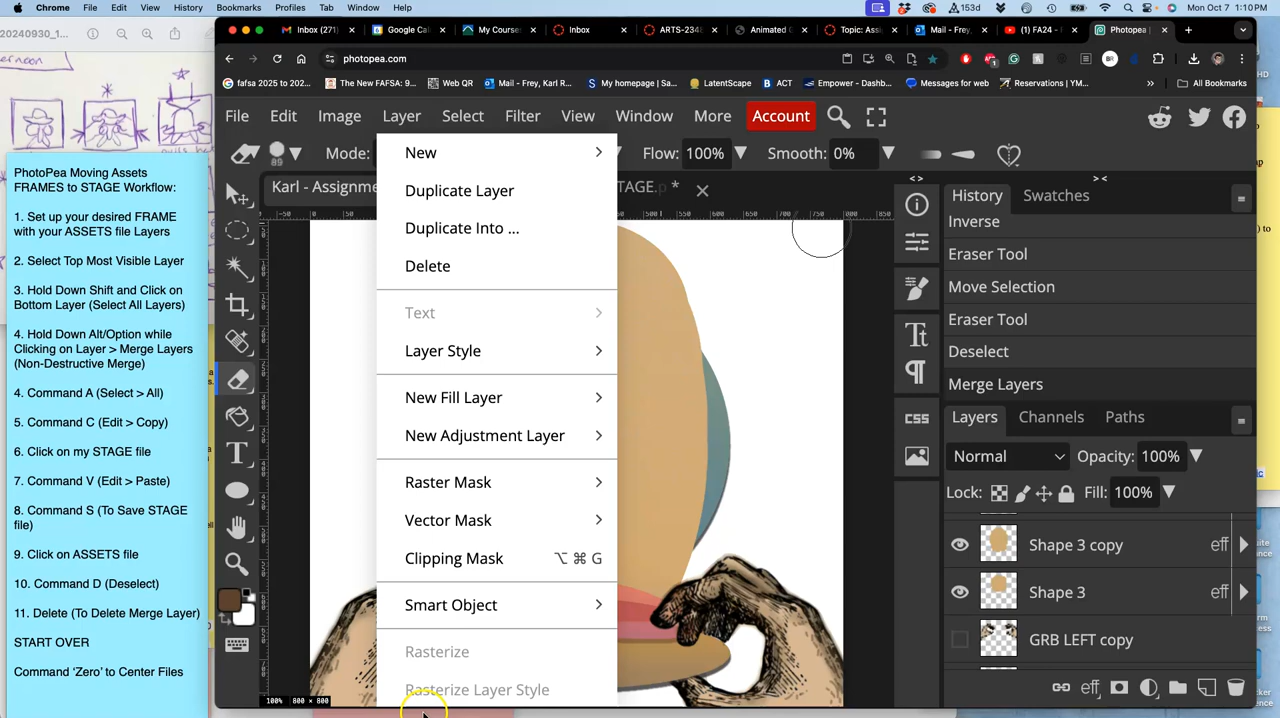 Chrome File Edit View History Bookmarks Profiles Tab Window Help 153d Mon Oct 7 1:10 PM
20240930_1...
Inbox (271) Google Cal My Courses Inbox ARTS-2348 Animated G Topic: Assi Mail - Frey, (1) FA24 - Photopea
photopea.com
fafsa 2025 to 202... The New FAFSA: W... Web QR Mail - Frey, Karl R... My homepage | Sa... LatentScape ACT Empower - Dashbo... Messages for web Reservations | YM... All Bookmarks
File Edit Image Layer Select Filter View Window More Account
89 Mode: Flow: 100% Smooth: 0%
Karl - Assignme TAGE.p *
PhotoPea Moving Assets
FRAMES to STAGE Workflow:
1. Set up your desired FRAME
with your ASSETS file Layers
2. Select Top Most Visible Layer
3. Hold Down Shift and Click on
Bottom Layer (Select All Layers)
4. Hold Down Alt/Option while
Clicking on Layer > Merge Layers
(Non-Destructive Merge)
4. Command A (Select > All)
5. Command C (Edit > Copy)
6. Click on my STAGE file
7. Command V (Edit > Paste)
8. Command S (To Save STAGE
file)
9. Click on ASSETS file
10. Command D (Deselect)
11. Delete (To Delete Merge Layer)
START OVER
Command ‘Zero’ to Center Files
New
Duplicate Layer
Duplicate Into ...
Delete
Text
Layer Style
New Fill Layer
New Adjustment Layer
Raster Mask
Vector Mask
Clipping Mask ⌥ ⌘ G
Smart Object
Rasterize
Rasterize Layer Style
100% 800 × 800
< >
CSS
> <
History Swatches
Inverse
Eraser Tool
Move Selection
Eraser Tool
Deselect
Merge Layers
Layers Channels Paths
Normal Opacity: 100%
Lock: Fill: 100%
Shape 3 copy eff
Shape 3 eff
GRB LEFT copy
eff